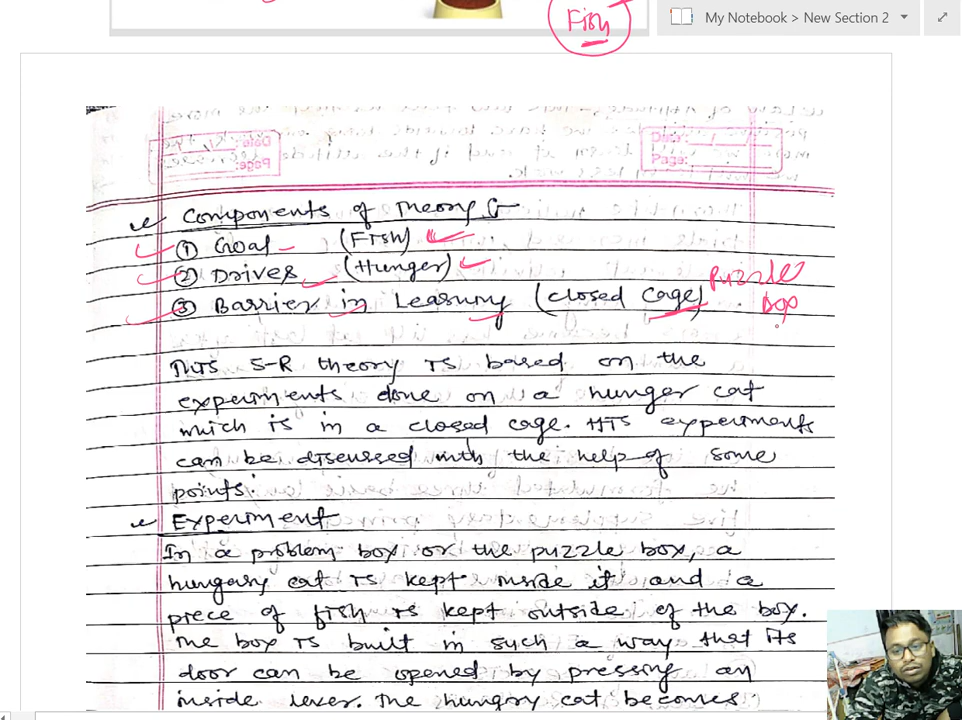 Fish
My Notebook > New Section 2
Date:
Page:
Components of Theory :-
① Goal - (Fish)
② Drives (Hunger)
③ Barrier in Learning (closed cage) Puzzle
Box
This S-R theory is based on the
experiments done on a hunger cat
which is in a closed cage. His experiments
can be discussed with the help of some
points.
Experiment
In a problem box or the puzzle box, a
hungary cat is kept inside it and a
piece of fish is kept outside of the box.
The box is built in such a way that its
door can be opened by pressing an
inside lever. The hungry cat becomes